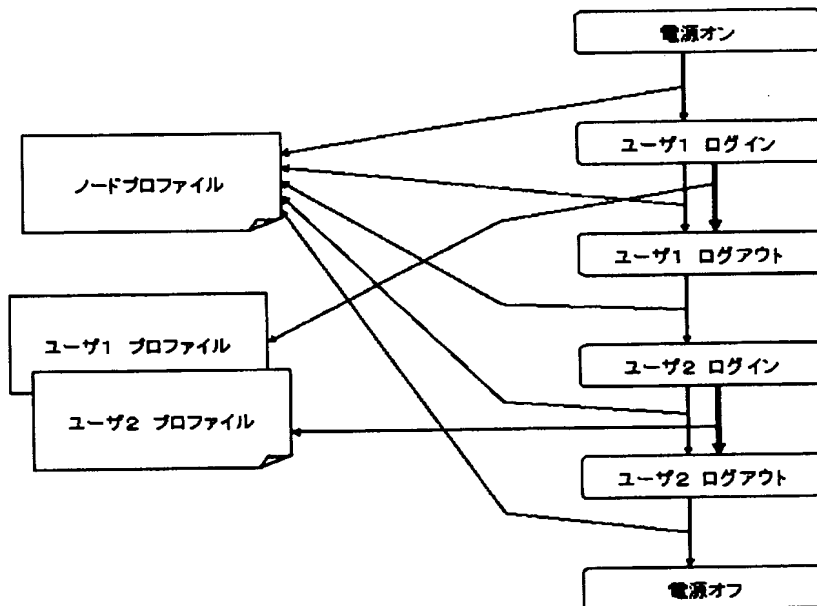 電源オン
ユーザ1 ログイン
ノードプロファイル
ユーザ1 ログアウト
ユーザ1 プロファイル
ユーザ2 ログイン
ユーザ2 プロファイル
ユーザ2 ログアウト
電源オフ